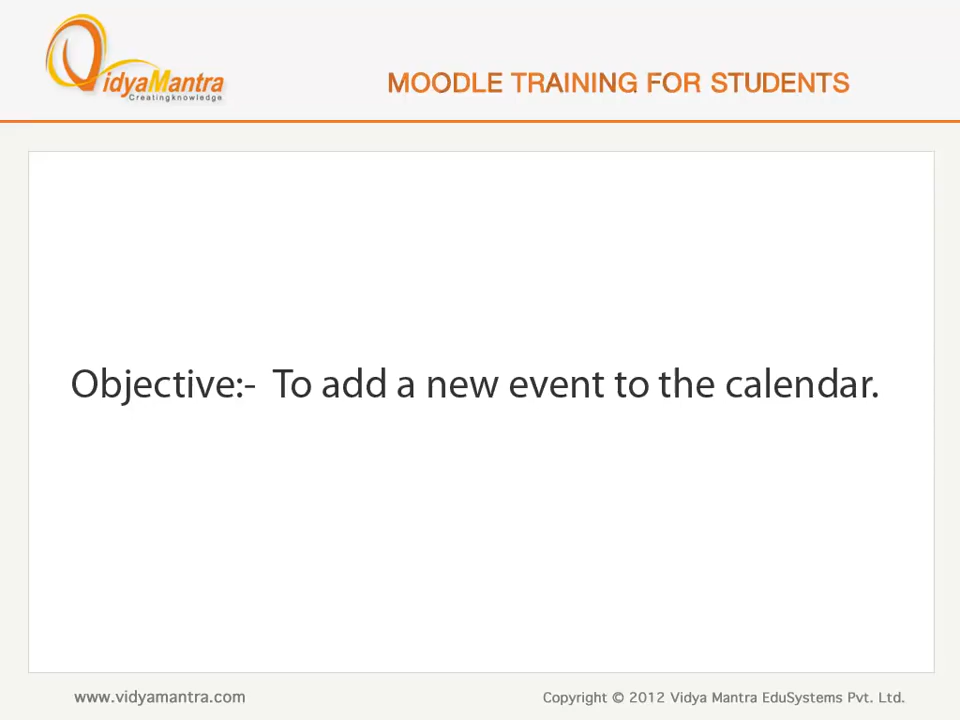 VidyaMantra
Creatingknowledge
MOODLE TRAINING FOR STUDENTS
Objective:- To add a new event to the calendar.
www.vidyamantra.com
Copyright © 2012 Vidya Mantra EduSystems Pvt. Ltd.